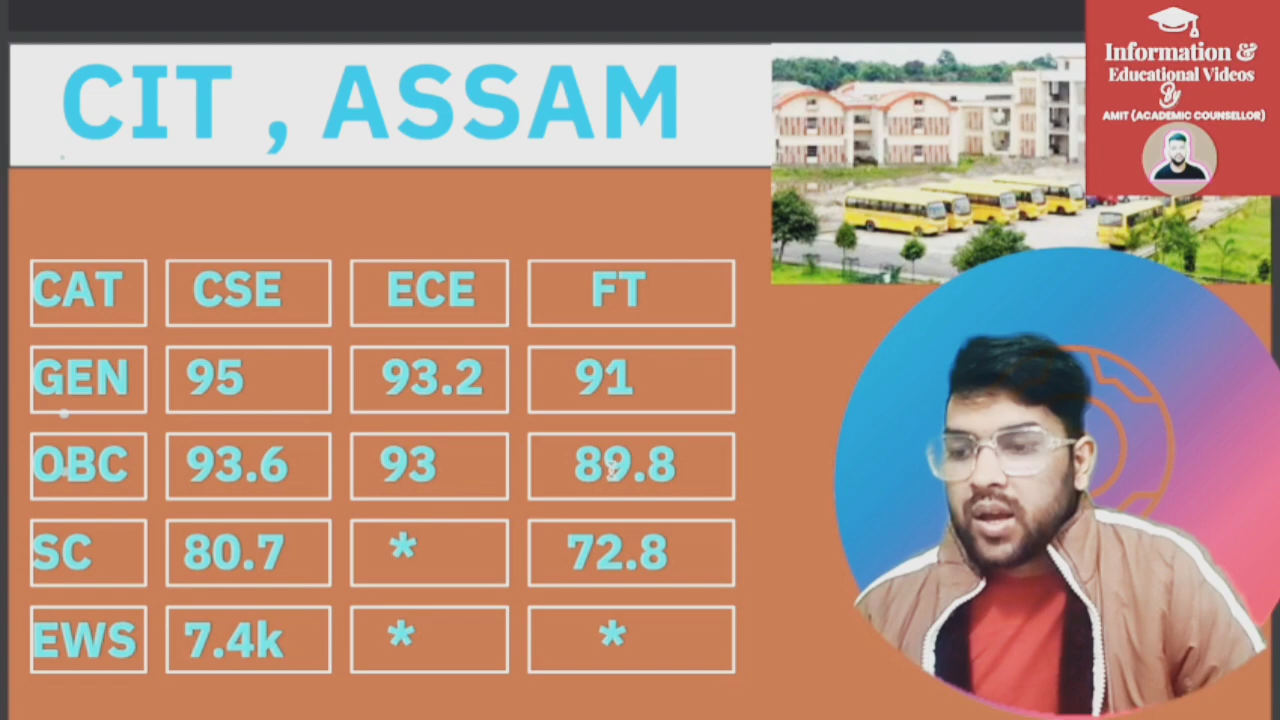 CIT , ASSAM
Information &
Educational Videos
By
AMIT (ACADEMIC COUNSELLOR)
CAT CSE ECE FT
GEN 95 93.2 91
OBC 93.6 93 89.8
SC 80.7 * 72.8
EWS 7.4k * *